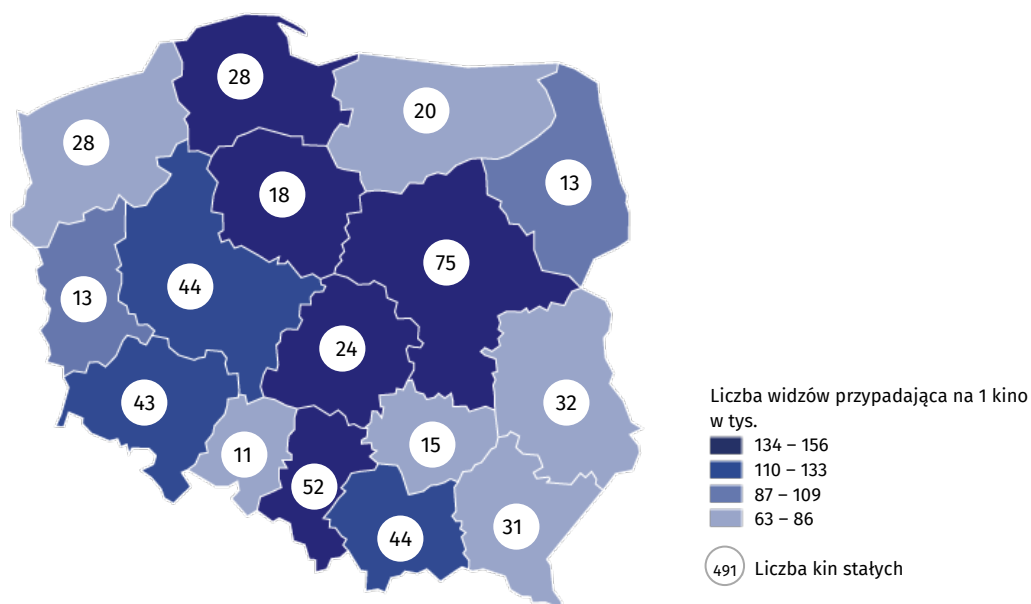 28
20
28
13
18
75
44
13
24
43
32
15
11
52
31
44
Liczba widzów przypadająca na 1 kino
w tys.
134 – 156
110 – 133
87 – 109
63 – 86
491 Liczba kin stałych